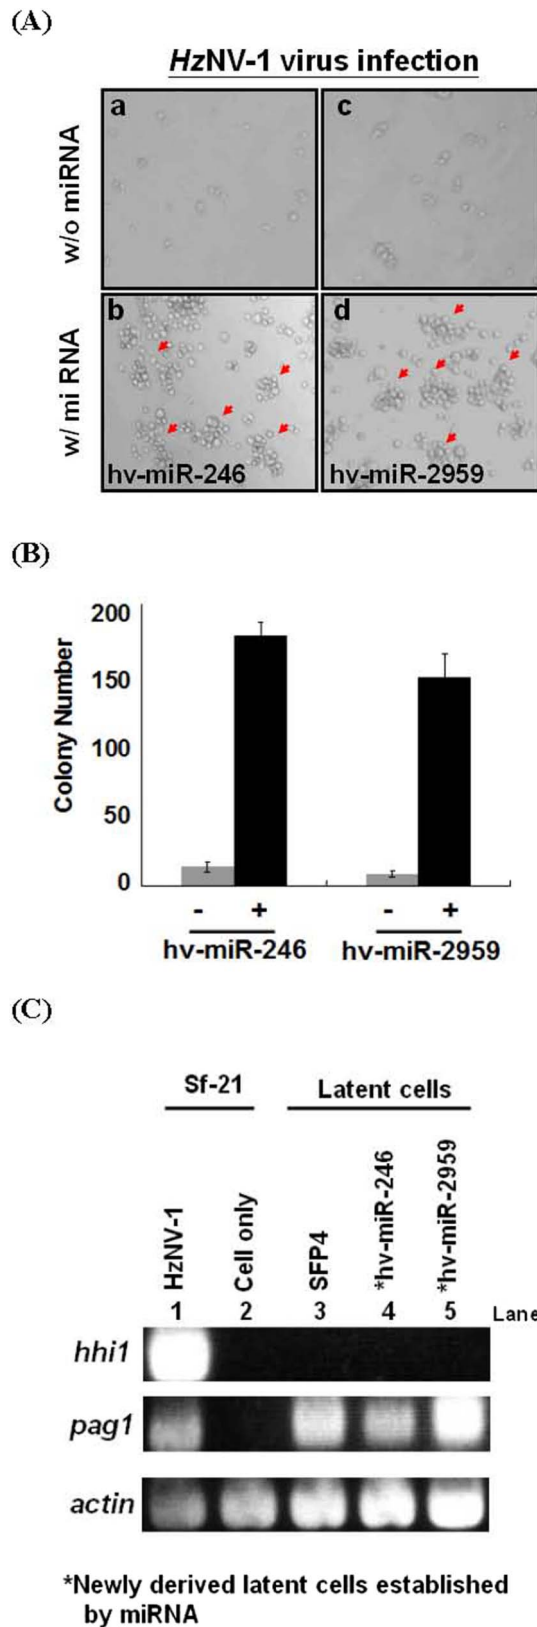 (A)
HzNV-1 virus infection
w/o miRNA
a
c
w/ mi RNA
b
d
hv-miR-246
hv-miR-2959
(B)
Colony Number
200
150
100
50
0
- + - +
hv-miR-246 hv-miR-2959
(C)
Sf-21 Latent cells
HzNV-1
Cell only
SFP4
*hv-miR-246
*hv-miR-2959
1 2 3 4 5 Lane
hhi1
pag1
actin
*Newly derived latent cells established
by miRNA